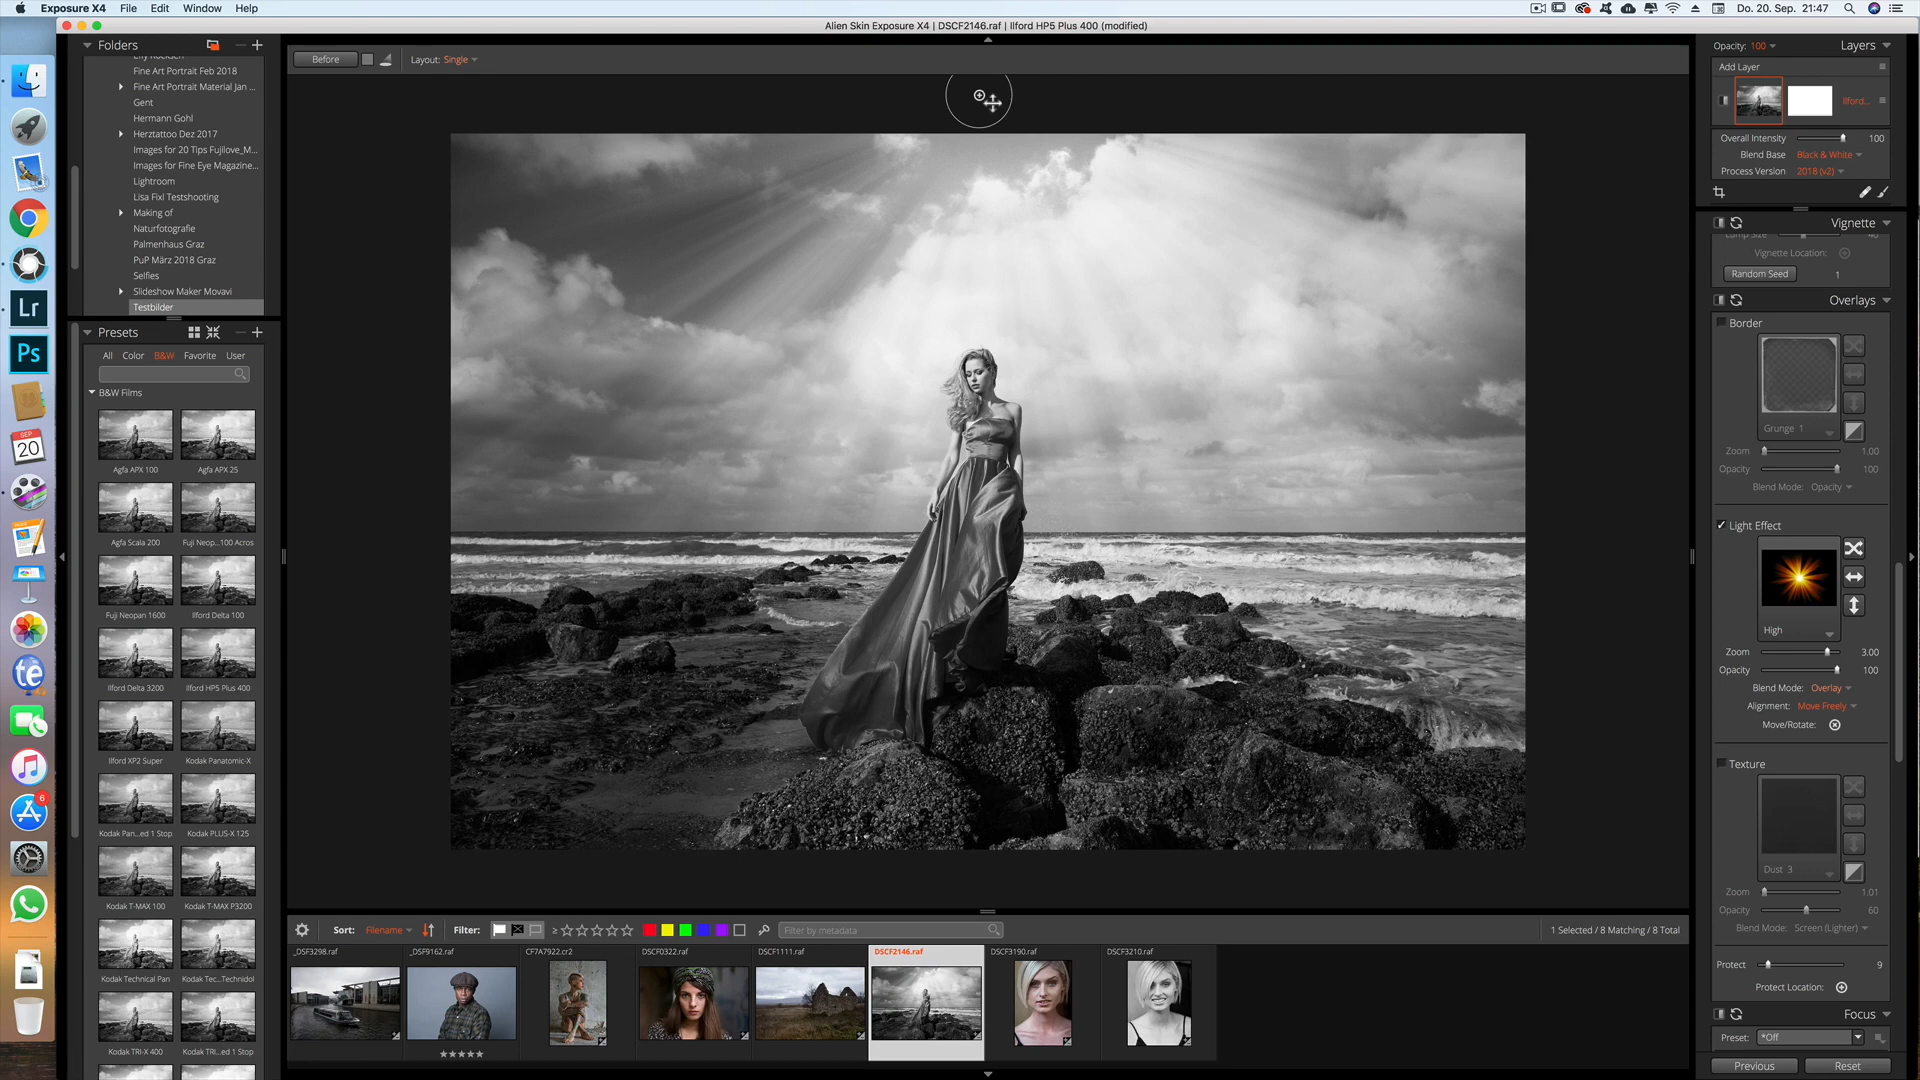 Exposure X4 File Edit Window Help
Do. 20. Sep. 21:47
Alien Skin Exposure X4 | DSCF2146.raf | Ilford HP5 Plus 400 (modified)
Folders
Fine Art Portrait Feb 2018
Fine Art Portrait Material Jan ...
Gent
Hermann Gohl
Herztattoo Dez 2017
Images for 20 Tips Fujilove_M...
Images for Fine Eye Magazine...
Lightroom
Lisa Fixl Testshooting
Making of
Naturfotografie
Palmenhaus Graz
PuP März 2018 Graz
Selfies
Slideshow Maker Movavi
Testbilder
Presets
All Color B&W Favorite User
B&W Films
Agfa APX 100 Agfa APX 25
Agfa Scala 200 Fuji Neop...100 Acros
Fuji Neopan 1600 Ilford Delta 100
Ilford Delta 3200 Ilford HP5 Plus 400
Ilford XP2 Super Kodak Panatomic-X
Kodak Pan...ed 1 Stop Kodak PLUS-X 125
Kodak T-MAX 100 Kodak T-MAX P3200
Kodak Technical Pan Kodak Tec...Technidol
Kodak TRI-X 400 Kodak TRI...ed 1 Stop
Lr
Ps
SEP
20
te
6
Before Layout: Single
Sort: Filename Filter: ≥ Filter by metadata 1 Selected / 8 Matching / 8 Total
_DSF3298.raf _DSF9162.raf CF7A7922.cr2 DSCF0322.raf DSCF1111.raf DSCF2146.raf DSCF3190.raf DSCF3210.raf
Opacity: 100 Layers
Add Layer
Ilford...
Overall Intensity 100
Blend Base Black & White
Process Version 2018 (v2)
Vignette
Lump Size 40
Vignette Location:
Random Seed 1
Overlays
Border
Grunge 1
Zoom 1.00
Opacity 100
Blend Mode: Opacity
Light Effect
High
Zoom 3.00
Opacity 100
Blend Mode: Overlay
Alignment: Move Freely
Move/Rotate:
Texture
Dust 3
Zoom 1.01
Opacity 60
Blend Mode: Screen (Lighter)
Protect 9
Protect Location:
Focus
Preset: *Off
Previous Reset